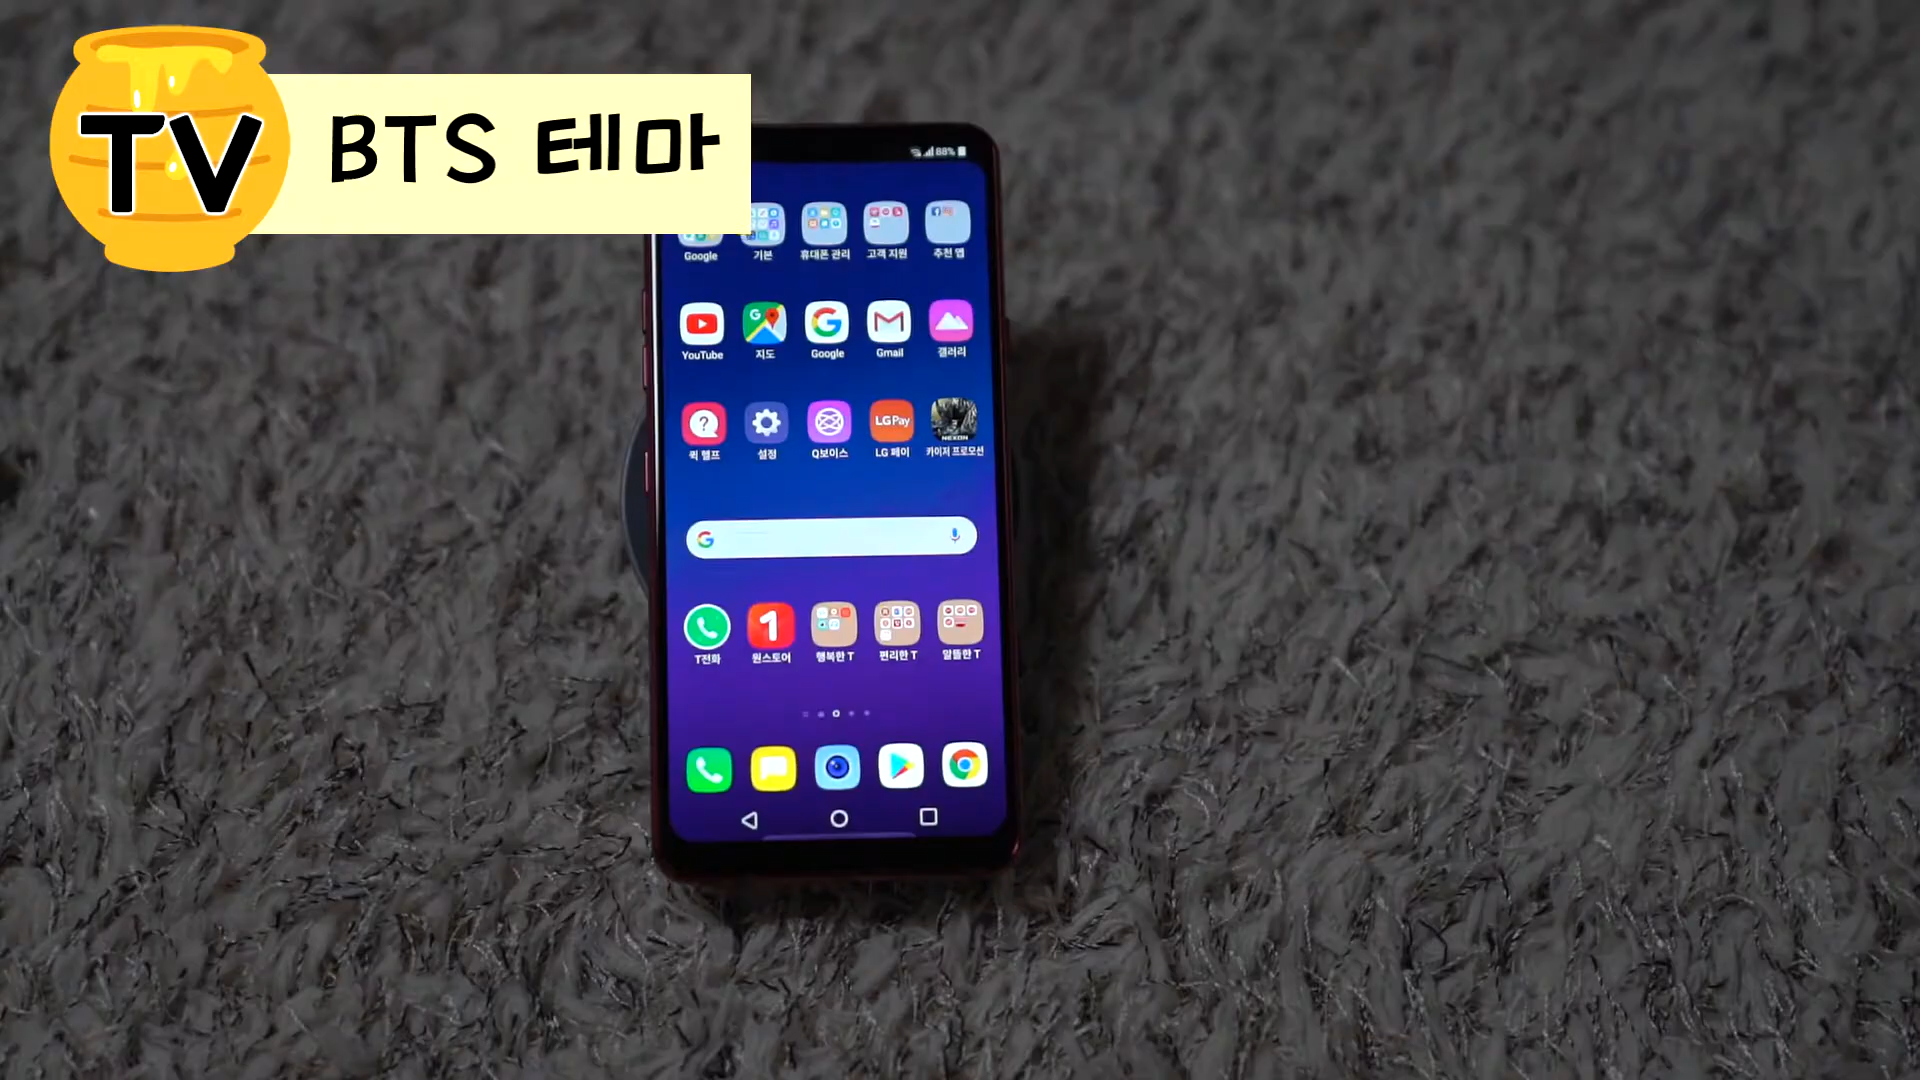 TV
BTS 테마
88%
Google 기본 휴대폰 관리 고객 지원 추천 앱
YouTube 지도 Google Gmail 갤러리
LG Pay
NEXON
퀵 헬프 설정 Q보이스 LG 페이 카이저 프로모션
1
T전화 원스토어 행복한 T 편리한 T 알뜰한 T